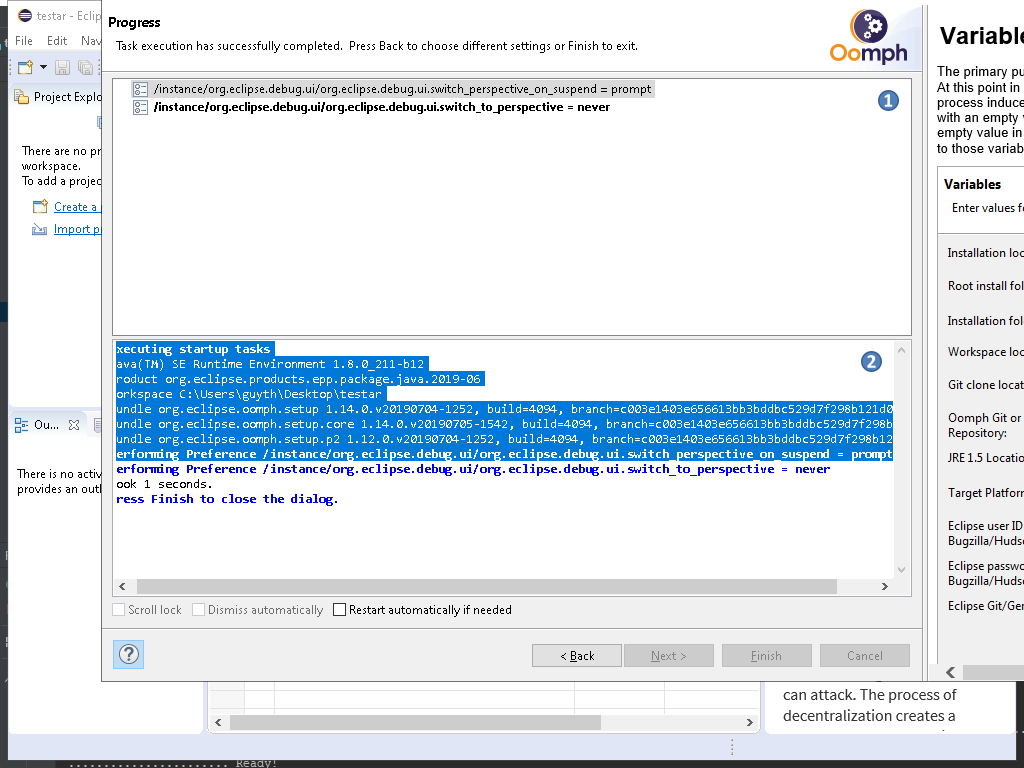 testar - Eclip
File Edit Nav
Project Explo
There are no pr
workspace.
To add a projec
Create a
Import pr
Ou...
There is no activ
provides an outl
Progress
Task execution has successfully completed. Press Back to choose different settings or Finish to exit.
Oomph
/instance/org.eclipse.debug.ui/org.eclipse.debug.ui.switch_perspective_on_suspend = prompt
/instance/org.eclipse.debug.ui/org.eclipse.debug.ui.switch_to_perspective = never
1
xecuting startup tasks
ava(TM) SE Runtime Environment 1.8.0_211-b12
roduct org.eclipse.products.epp.package.java.2019-06
orkspace C:\Users\guyth\Desktop\testar
undle org.eclipse.oomph.setup 1.14.0.v20190704-1252, build=4094, branch=c003e1403e656613bb3bddbc529d7f298b121d0
undle org.eclipse.oomph.setup.core 1.14.0.v20190705-1542, build=4094, branch=c003e1403e656613bb3bddbc529d7f298b
undle org.eclipse.oomph.setup.p2 1.12.0.v20190704-1252, build=4094, branch=c003e1403e656613bb3bddbc529d7f298b12
erforming Preference /instance/org.eclipse.debug.ui/org.eclipse.debug.ui.switch_perspective_on_suspend = prompt
erforming Preference /instance/org.eclipse.debug.ui/org.eclipse.debug.ui.switch_to_perspective = never
ook 1 seconds.
ress Finish to close the dialog.
2
Scroll lock Dismiss automatically Restart automatically if needed
? < Back Next > Finish Cancel
Variable
The primary pu
At this point in
process induce
with an empty v
empty value in
to those variab
Variables
Enter values fo
Installation loc
Root install fol
Installation fold
Workspace loc
Git clone locat
Oomph Git or
Repository:
JRE 1.5 Locatio
Target Platforn
Eclipse user ID
Bugzilla/Hudso
Eclipse passwo
Bugzilla/Hudso
Eclipse Git/Ger
can attack. The process of
decentralization creates a
Ready!